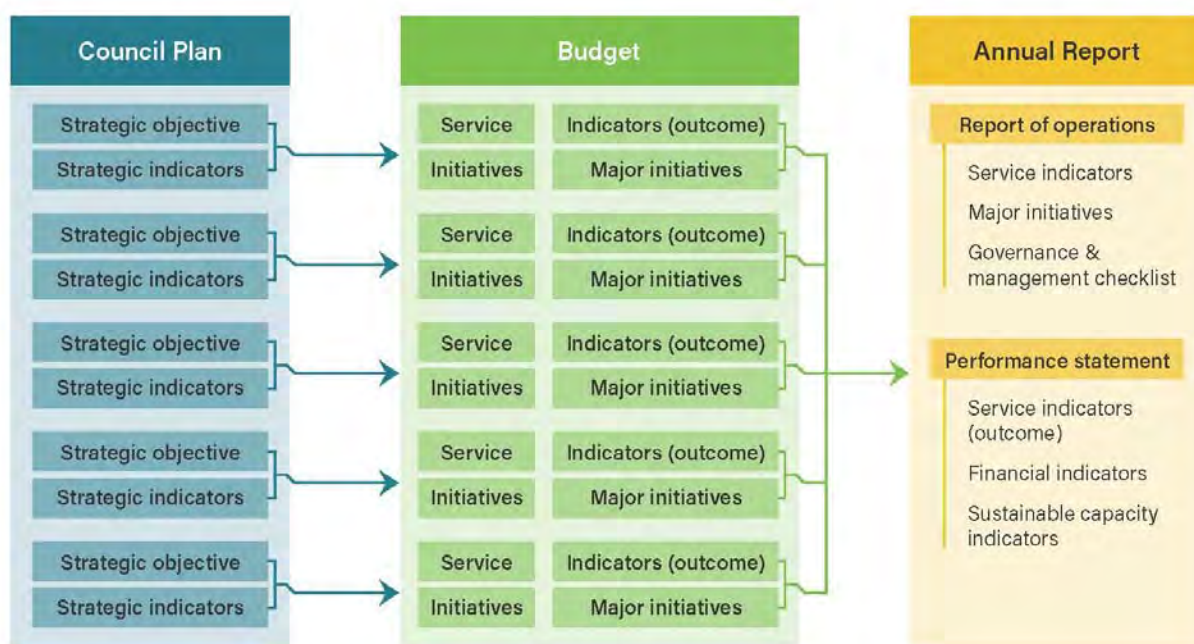 Council Plan
Strategic objective
Strategic indicators
Strategic objective
Strategic indicators
Strategic objective
Strategic indicators
Strategic objective
Strategic indicators
Strategic objective
Strategic indicators
Budget
Service
Indicators (outcome)
Initiatives
Major initiatives
Service
Indicators (outcome)
Initiatives
Major initiatives
Service
Indicators (outcome)
Initiatives
Major initiatives
Service
Indicators (outcome)
Initiatives
Major initiatives
Service
Indicators (outcome)
Initiatives
Major initiatives
Annual Report
Report of operations
Service indicators
Major initiatives
Governance &
management checklist
Performance statement
Service indicators
(outcome)
Financial indicators
Sustainable capacity
indicators